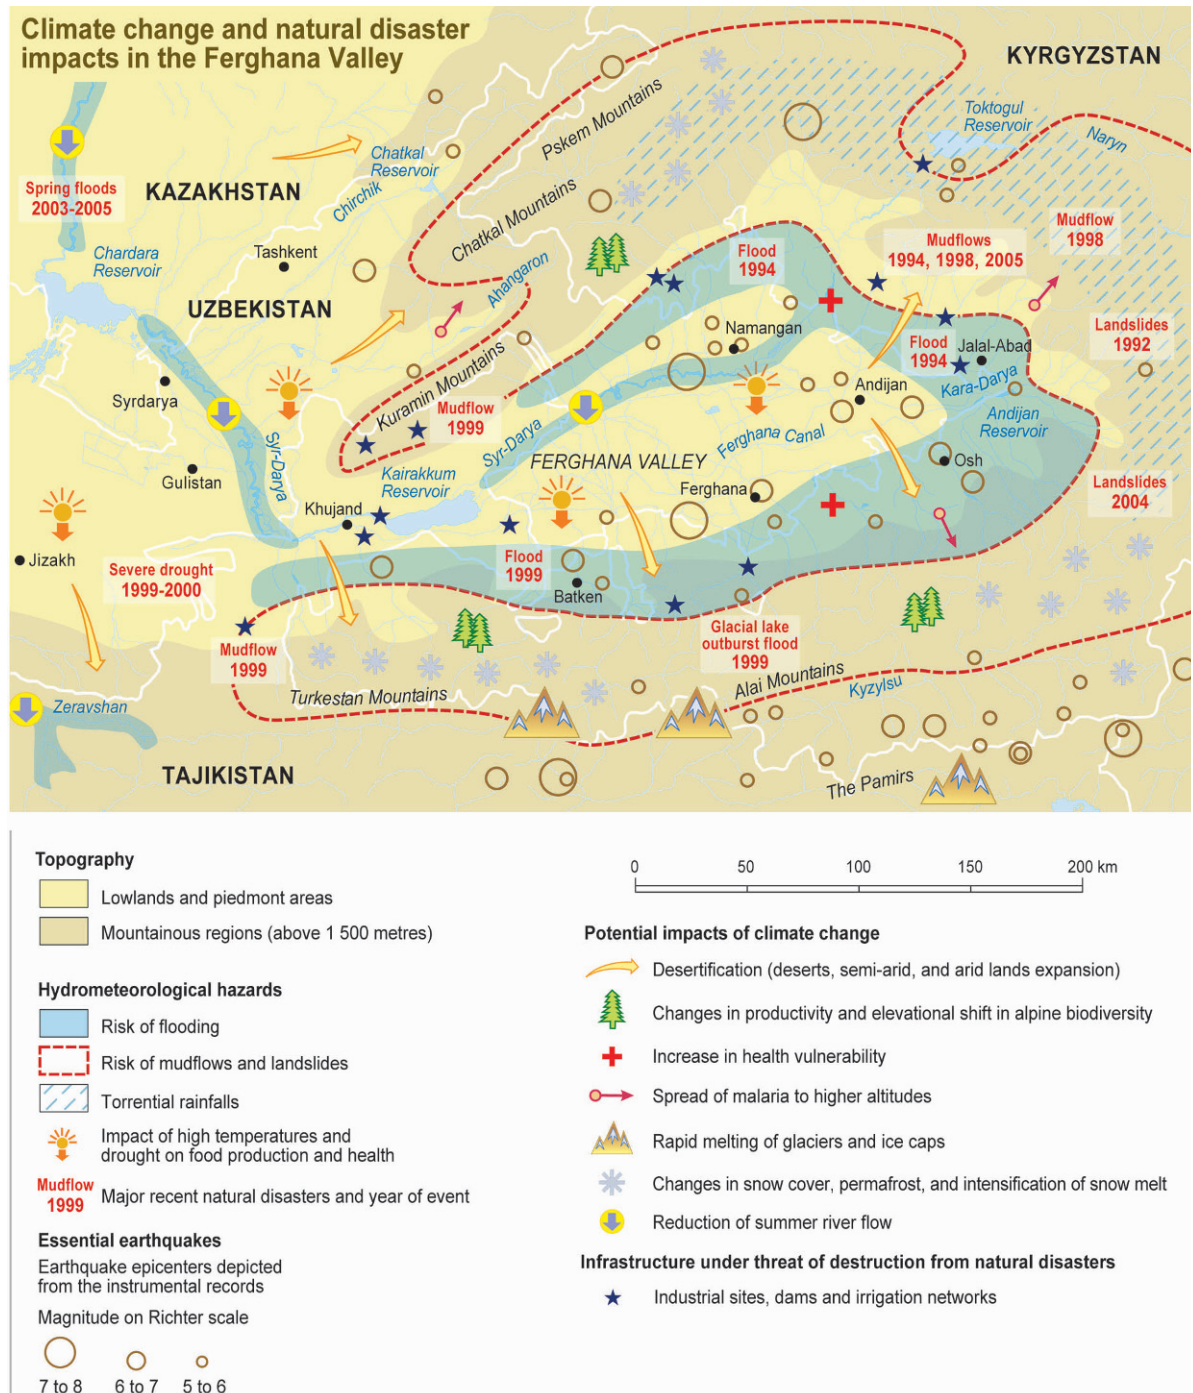 Climate change and natural disaster
impacts in the Ferghana Valley
KYRGYZSTAN
Toktogul
Reservoir
Naryn
Pskem Mountains
Chatkal
Reservoir
KAZAKHSTAN
Chirchik
Spring floods
2003-2005
Chatkal Mountains
Mudflow
1998
Chardara
Reservoir
Tashkent
Ahangaron
Flood
1994
Mudflows
1994, 1998, 2005
UZBEKISTAN
Namangan
Flood
1994
Jalal-Abad
Landslides
1992
Kuramin Mountains
Syrdarya
Kara-Darya
Andijan
Mudflow
1999
Andijan
Reservoir
Syr-Darya
Syr-Darya
Ferghana Canal
FERGHANA VALLEY
Osh
Gulistan
Kairakkum
Reservoir
Ferghana
Landslides
2004
Khujand
Jizakh
Severe drought
1999-2000
Flood
1999
Batken
Mudflow
1999
Glacial lake
outburst flood
1999
Turkestan Mountains
Alai Mountains
Kyzylsu
Zeravshan
TAJIKISTAN
The Pamirs
Topography
Lowlands and piedmont areas
Mountainous regions (above 1 500 metres)
Hydrometeorological hazards
Risk of flooding
Risk of mudflows and landslides
Torrential rainfalls
Impact of high temperatures and
drought on food production and health
Mudflow
1999
Major recent natural disasters and year of event
Essential earthquakes
Earthquake epicenters depicted
from the instrumental records
Magnitude on Richter scale
7 to 8 6 to 7 5 to 6
0 50 100 150 200 km
Potential impacts of climate change
Desertification (deserts, semi-arid, and arid lands expansion)
Changes in productivity and elevational shift in alpine biodiversity
Increase in health vulnerability
Spread of malaria to higher altitudes
Rapid melting of glaciers and ice caps
Changes in snow cover, permafrost, and intensification of snow melt
Reduction of summer river flow
Infrastructure under threat of destruction from natural disasters
Industrial sites, dams and irrigation networks